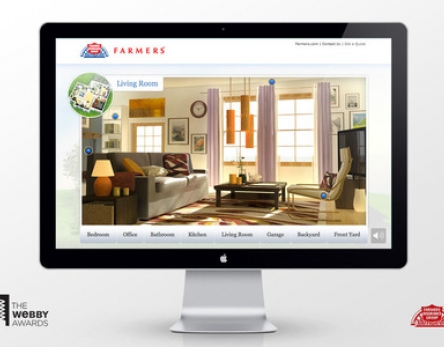 Farmers.com | Contact Us | Get a Quote
FARMERS
Living Room
Bedroom Office Bathroom Kitchen Living Room Garage Backyard Front Yard
THE
WEBBY
AWARDS
FARMERS
INSURANCE
GROUP